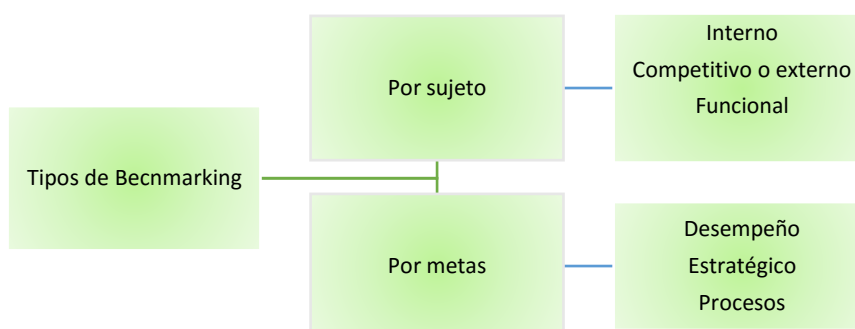 Tipos de Becnmarking
Por sujeto
Interno
Competitivo o externo
Funcional
Por metas
Desempeño
Estratégico
Procesos